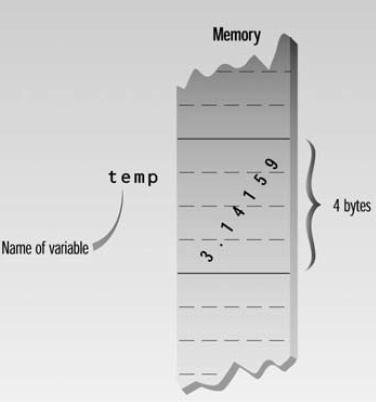 Memory
temp
3.14159
4 bytes
Name of variable